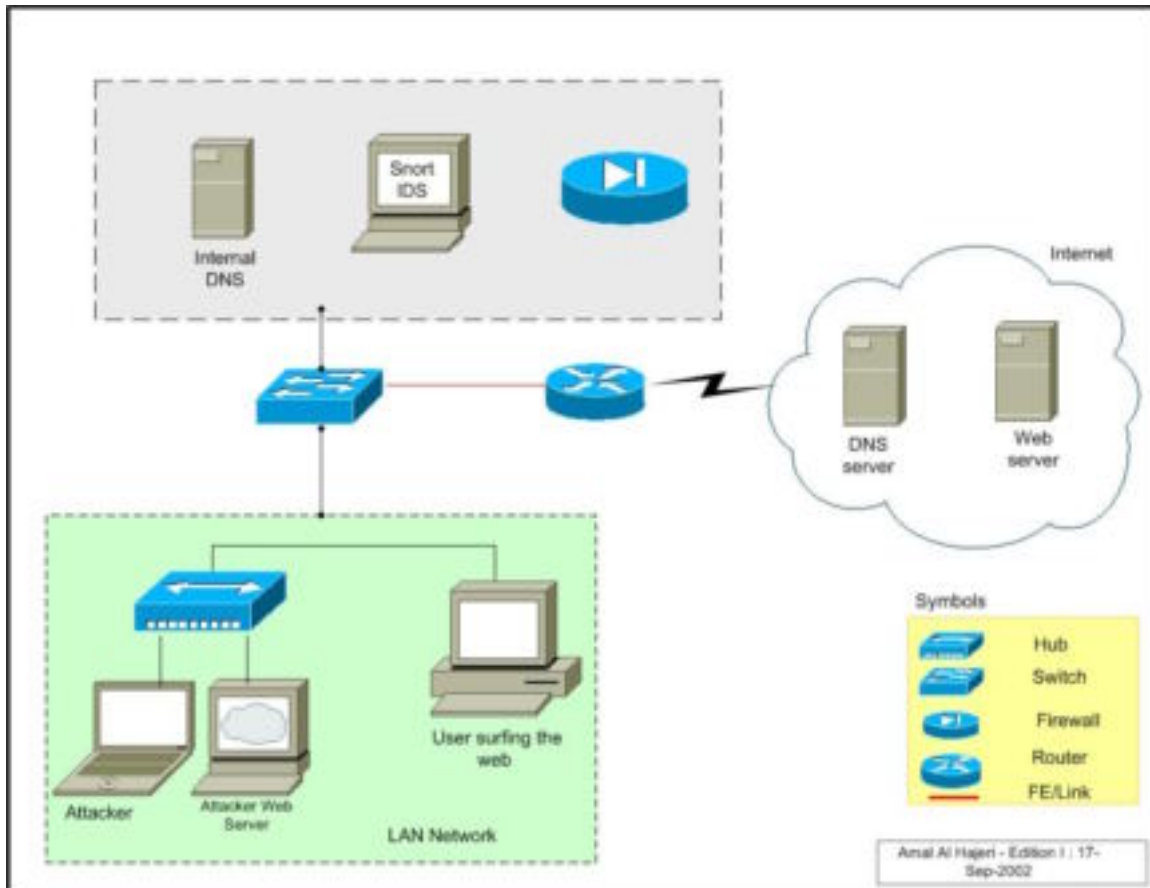 Snort
IDS
Internal
DNS
Internet
DNS
server
Web
server
User surfing the
web
Attacker
Attacker Web
Server
LAN Network
Symbols
Hub
Switch
Firewall
Router
FE/Link
Amal Al Hajeri - Edition I : 17-
Sep-2002